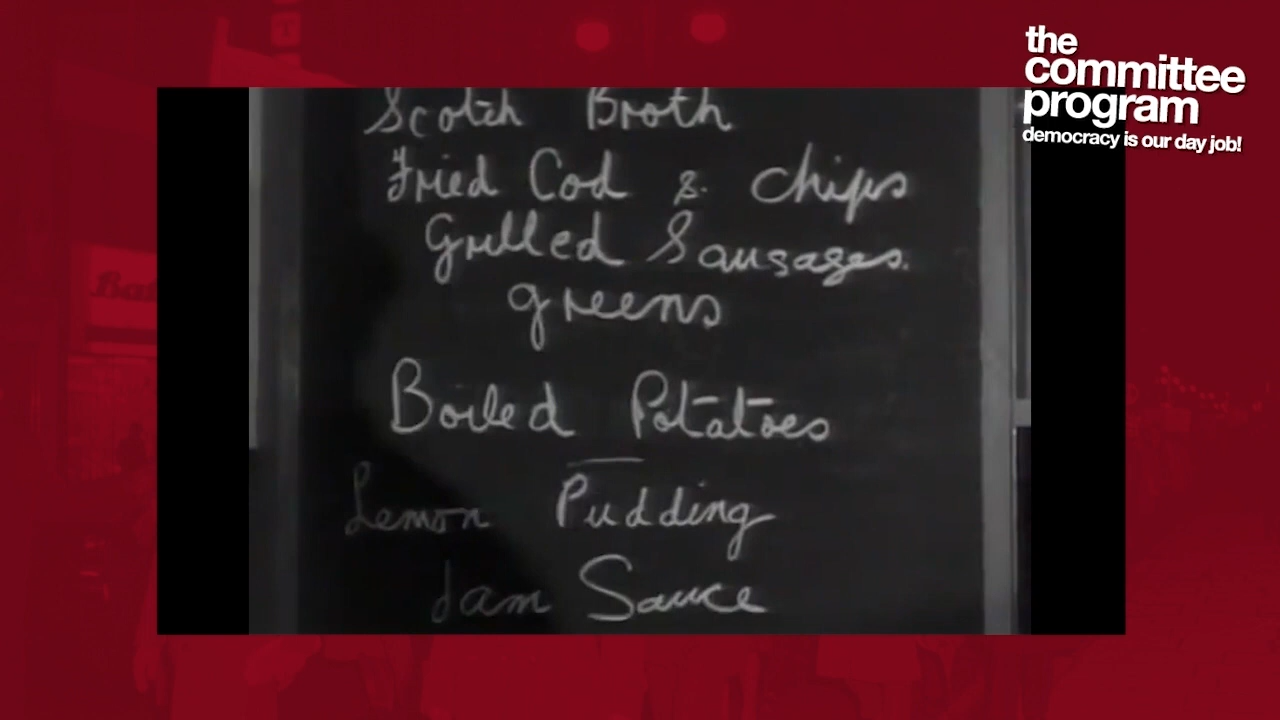 the
committee
program
democracy is our day job!
Scotch Broth
Fried Cod & Chips
Grilled Sausages.
greens
Boiled Potatoes
Lemon Pudding
Jam Sauce